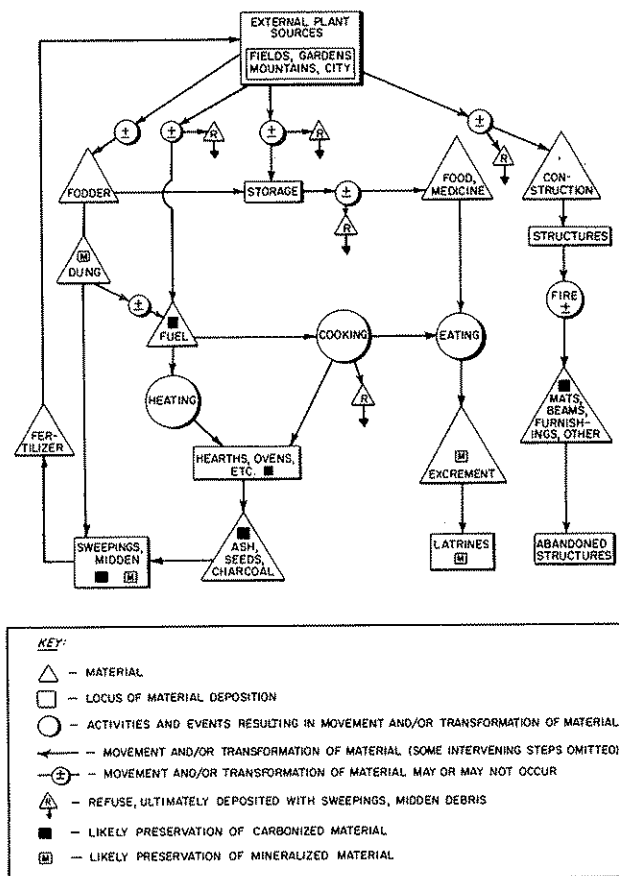 EXTERNAL PLANT
SOURCES
FIELDS, GARDENS
MOUNTAINS, CITY
±
±
R
±
R
±
R
FODDER
STORAGE
±
FOOD,
MEDICINE
CON-
STRUCTION
R
STRUCTURES
M
DUNG
±
FUEL
COOKING
EATING
FIRE
±
HEATING
R
MATS,
BEAMS,
FURNISH-
INGS, OTHER
FER-
TILIZER
HEARTHS, OVENS,
ETC.
M
EXCREMENT
SWEEPINGS,
MIDDEN
M
ASH,
SEEDS,
CHARCOAL
LATRINES
M
ABANDONED
STRUCTURES
KEY:
– MATERIAL
– LOCUS OF MATERIAL DEPOSITION
– ACTIVITIES AND EVENTS RESULTING IN MOVEMENT AND/OR TRANSFORMATION OF MATERIAL
– MOVEMENT AND/OR TRANSFORMATION OF MATERIAL (SOME INTERVENING STEPS OMITTED)
± – MOVEMENT AND/OR TRANSFORMATION OF MATERIAL MAY OR MAY NOT OCCUR
R – REFUSE, ULTIMATELY DEPOSITED WITH SWEEPINGS, MIDDEN DEBRIS
– LIKELY PRESERVATION OF CARBONIZED MATERIAL
M – LIKELY PRESERVATION OF MINERALIZED MATERIAL